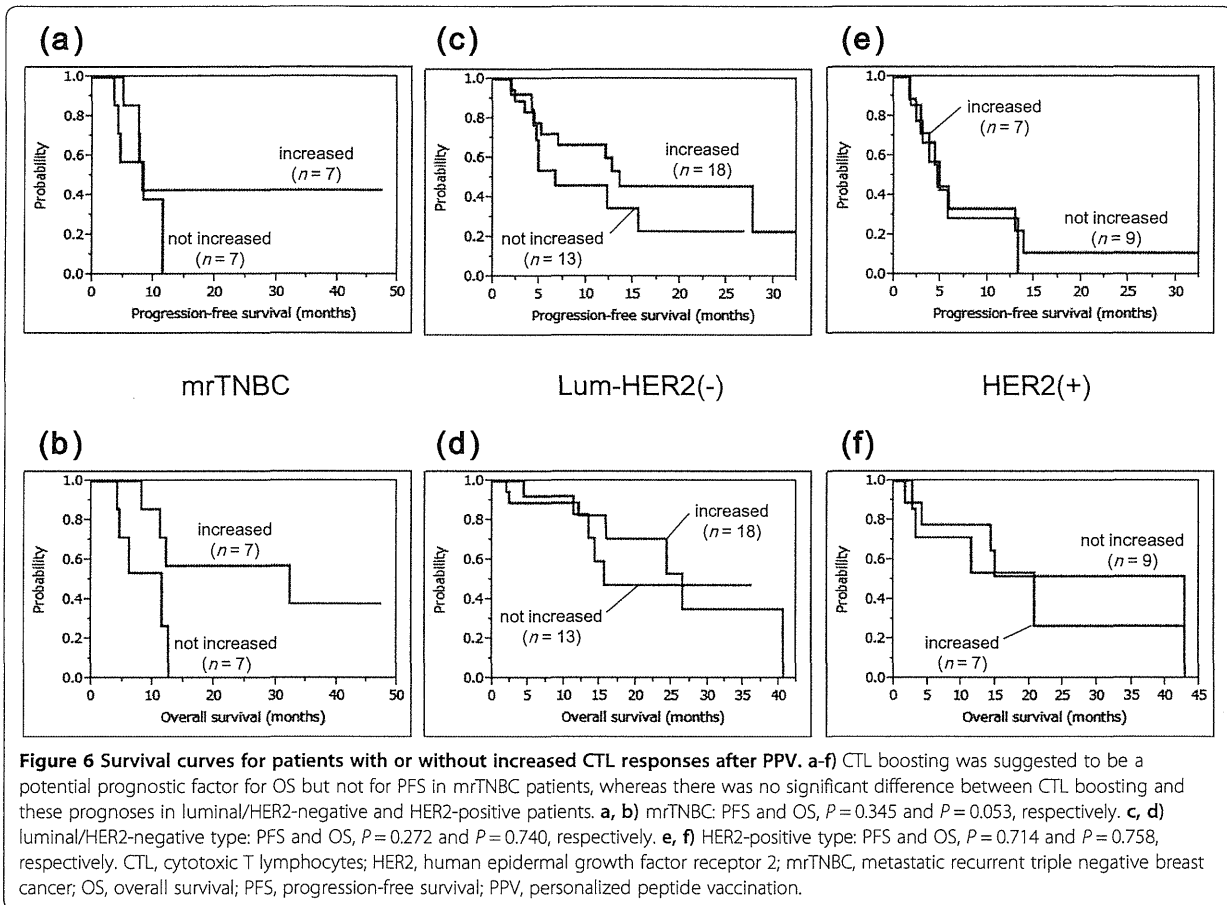 (a)
(c)
(e)
1.0
0.8
0.6
0.4
0.2
0.0
Probability
increased
(n = 7)
not increased
(n = 7)
0 10 20 30 40 50
Progression-free survival (months)
1.0
0.8
0.6
0.4
0.2
0.0
Probability
increased
(n = 18)
not increased
(n = 13)
0 5 10 15 20 25 30
Progression-free survival (months)
1.0
0.8
0.6
0.4
0.2
0.0
Probability
increased
(n = 7)
not increased
(n = 9)
0 5 10 15 20 25 30
Progression-free survival (months)
mrTNBC
Lum-HER2(-)
HER2(+)
(b)
(d)
(f)
1.0
0.8
0.6
0.4
0.2
0.0
Probability
increased
(n = 7)
not increased
(n = 7)
0 10 20 30 40 50
Overall survival (months)
1.0
0.8
0.6
0.4
0.2
0.0
Probability
increased
(n = 18)
not increased
(n = 13)
0 5 10 15 20 25 30 35 40
Overall survival (months)
1.0
0.8
0.6
0.4
0.2
0.0
Probability
not increased
(n = 9)
increased
(n = 7)
0 5 10 15 20 25 30 35 40 45
Overall survival (months)
Figure 6 Survival curves for patients with or without increased CTL responses after PPV. a-f) CTL boosting was suggested to be a
potential prognostic factor for OS but not for PFS in mrTNBC patients, whereas there was no significant difference between CTL boosting and
these prognoses in luminal/HER2-negative and HER2-positive patients. a, b) mrTNBC: PFS and OS, P = 0.345 and P = 0.053, respectively. c, d)
luminal/HER2-negative type: PFS and OS, P = 0.272 and P = 0.740, respectively. e, f) HER2-positive type: PFS and OS, P = 0.714 and P = 0.758,
respectively. CTL, cytotoxic T lymphocytes; HER2, human epidermal growth factor receptor 2; mrTNBC, metastatic recurrent triple negative breast
cancer; OS, overall survival; PFS, progression-free survival; PPV, personalized peptide vaccination.